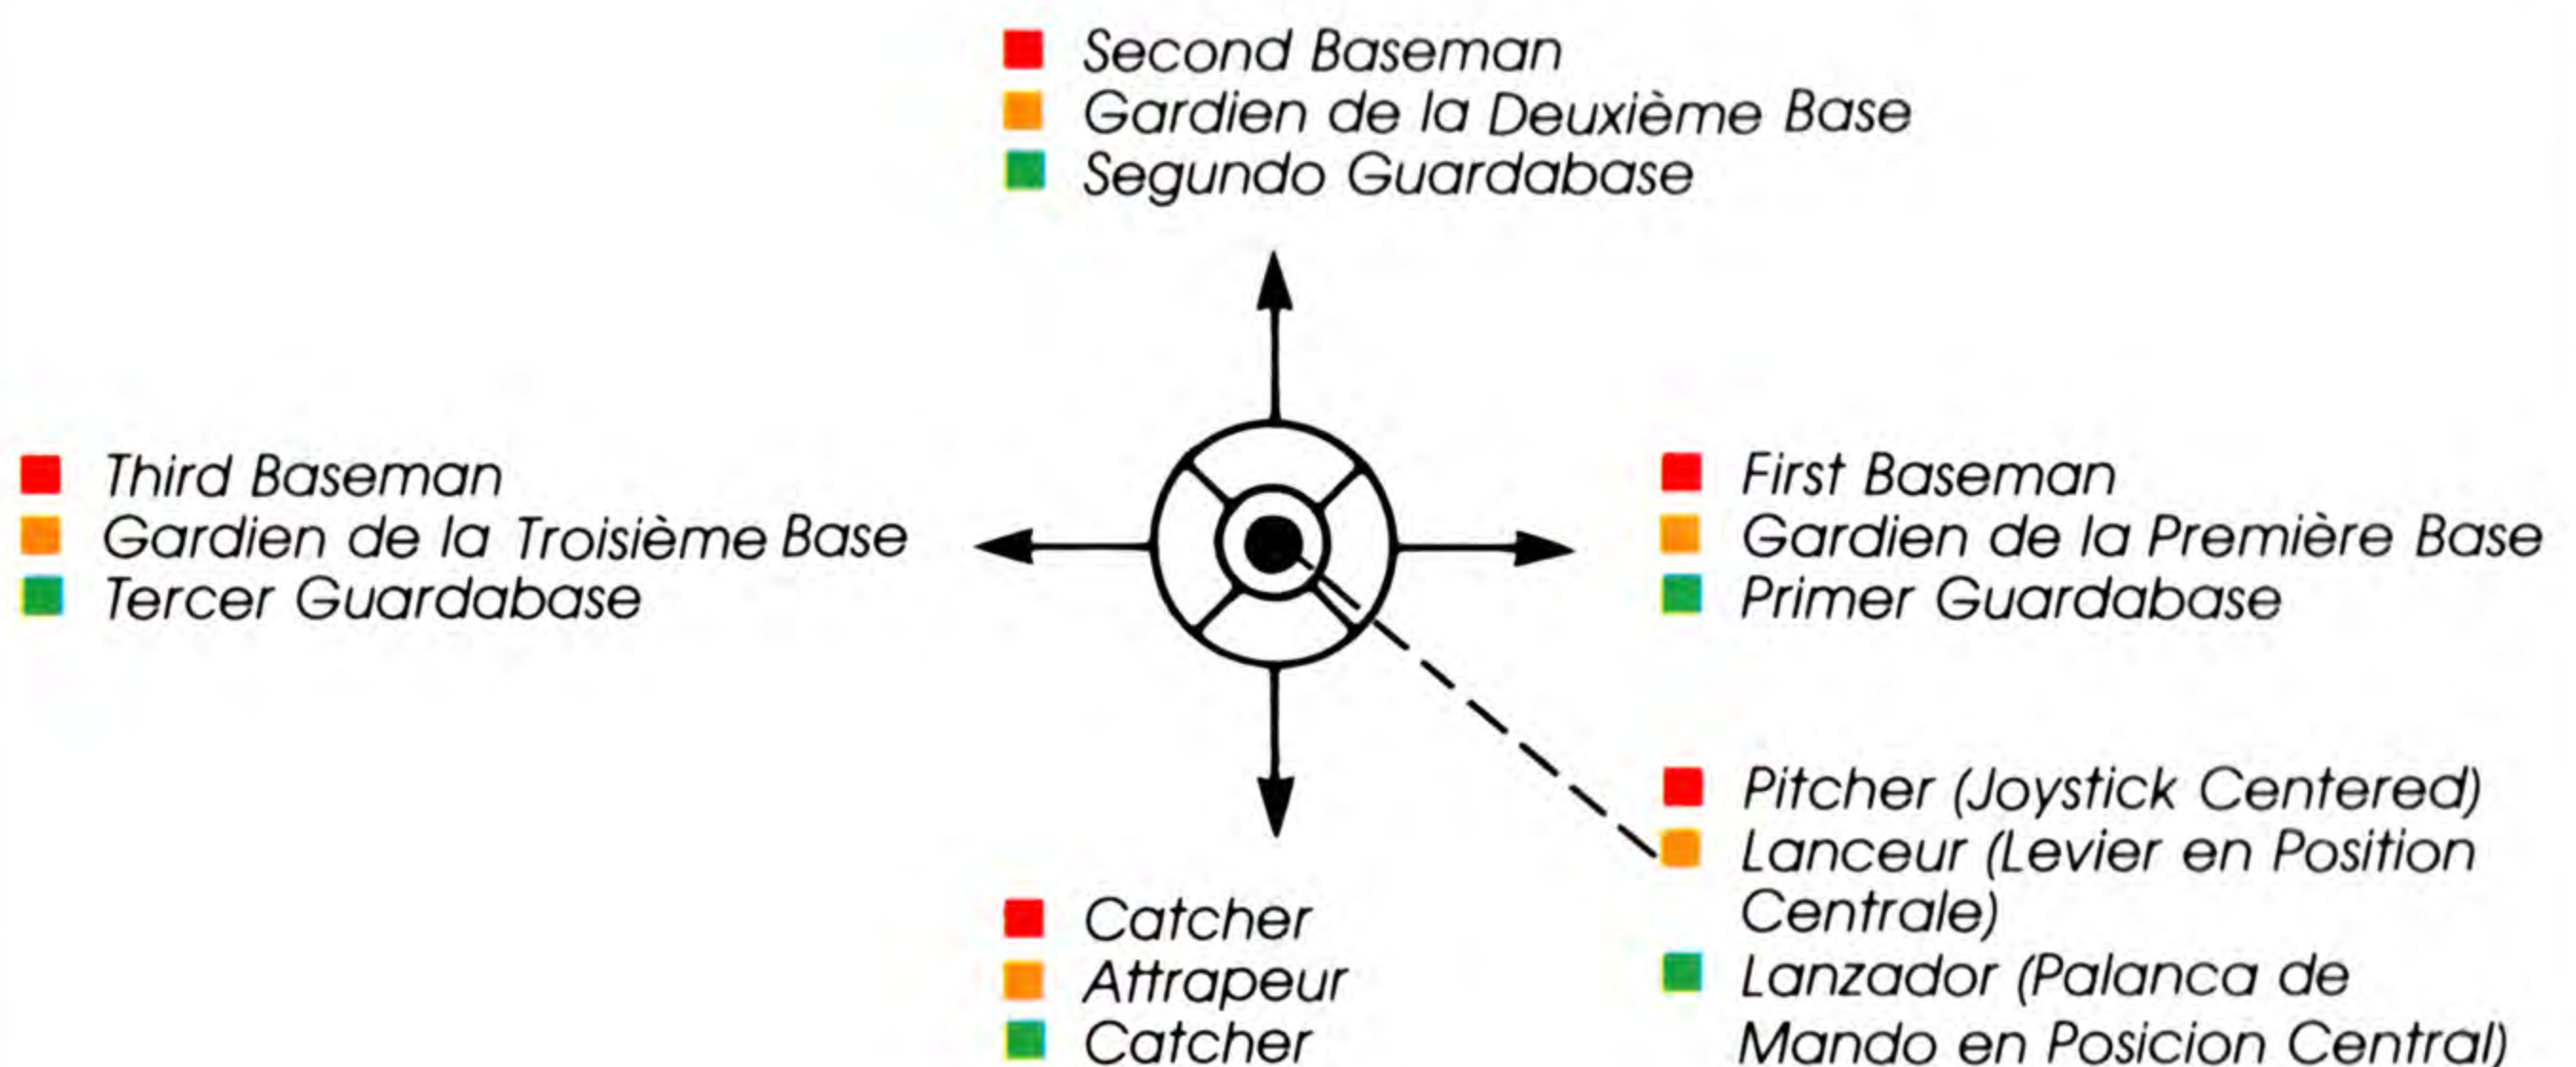 Second Baseman
Gardien de la Deuxième Base
Segundo Guardabase
Third Baseman
Gardien de la Troisième Base
Tercer Guardabase
First Baseman
Gardien de la Première Base
Primer Guardabase
Pitcher (Joystick Centered)
Lanceur (Levier en Position
Centrale)
Lanzador (Palanca de
Mando en Posicion Central)
Catcher
Attrapeur
Catcher